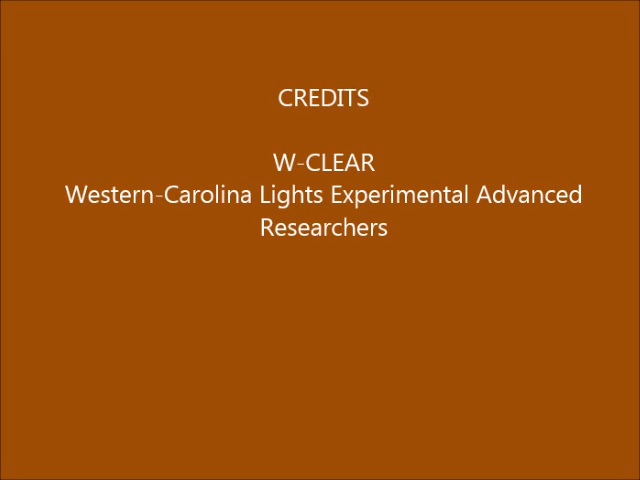 CREDITS
W-CLEAR
Western-Carolina Lights Experimental Advanced
Researchers